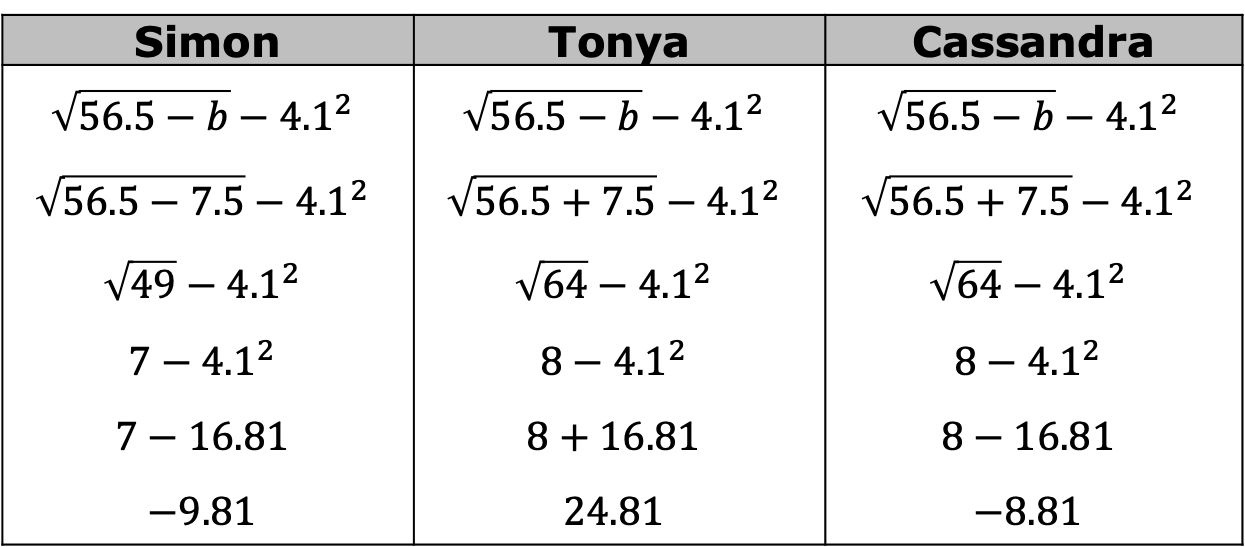 Simon Tonya Cassandra
√56.5 − b − 4.1² √56.5 − b − 4.1² √56.5 − b − 4.1²
√56.5 − 7.5 − 4.1² √56.5 + 7.5 − 4.1² √56.5 + 7.5 − 4.1²
√49 − 4.1² √64 − 4.1² √64 − 4.1²
7 − 4.1² 8 − 4.1² 8 − 4.1²
7 − 16.81 8 + 16.81 8 − 16.81
−9.81 24.81 −8.81